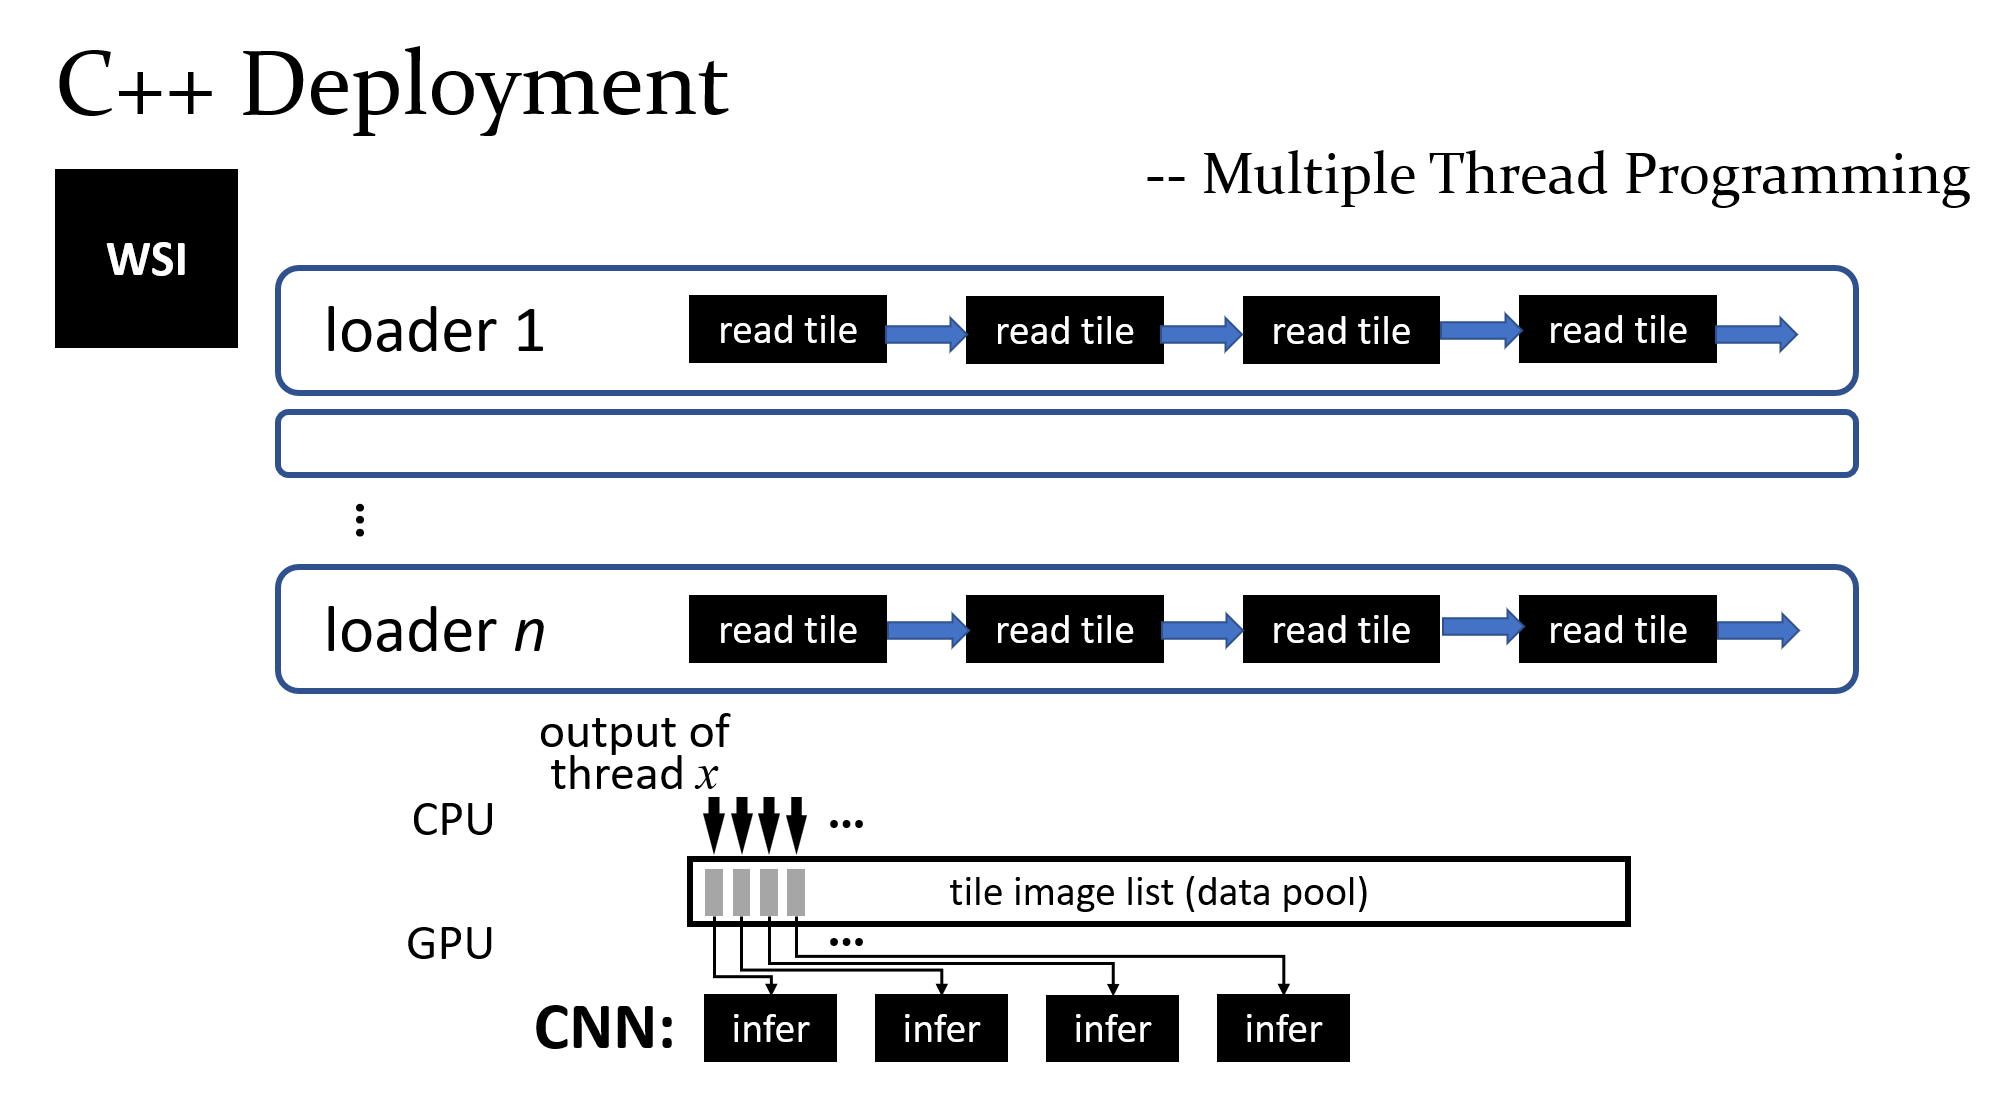 C++ Deployment
-- Multiple Thread Programming
WSI
loader 1
read tile
read tile
read tile
read tile
loader n
read tile
read tile
read tile
read tile
output of
thread x
CPU
...
tile image list (data pool)
GPU
...
CNN:
infer
infer
infer
infer